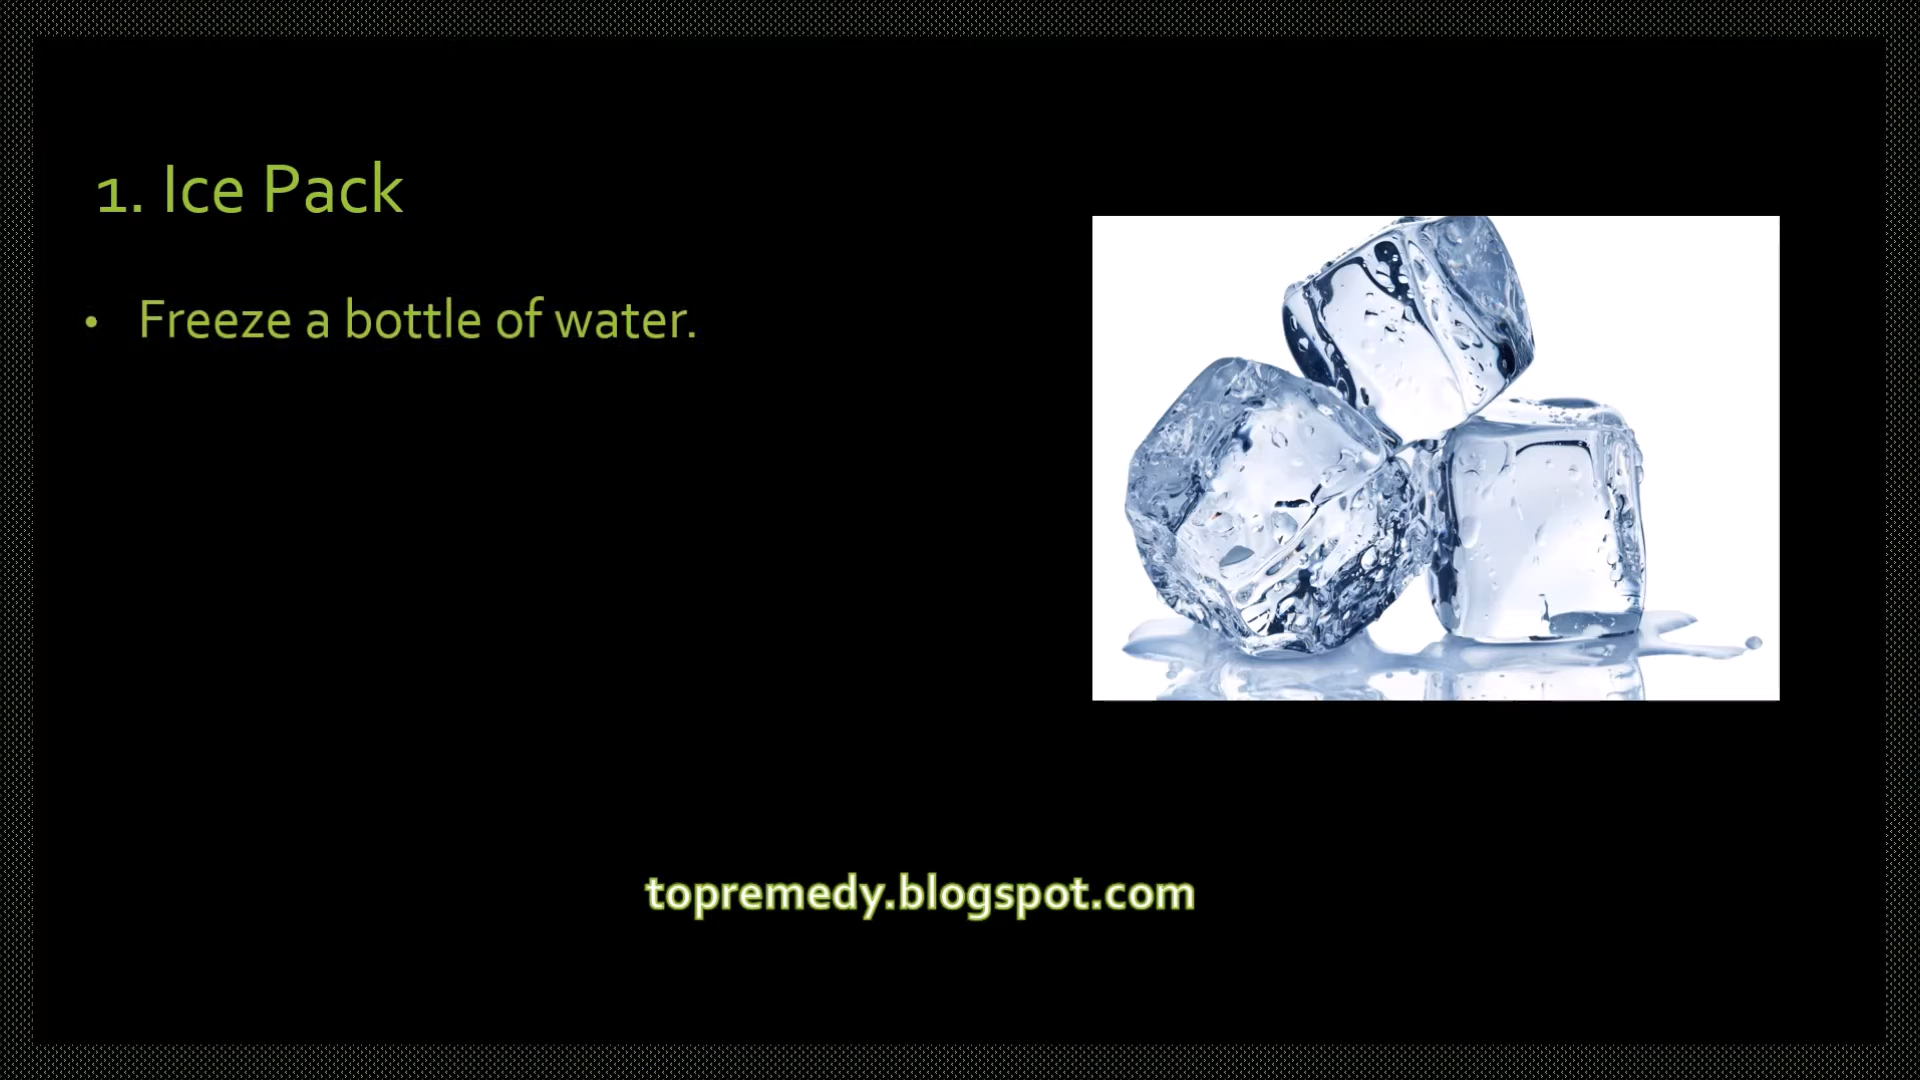 1. Ice Pack
• Freeze a bottle of water.
topremedy.blogspot.com